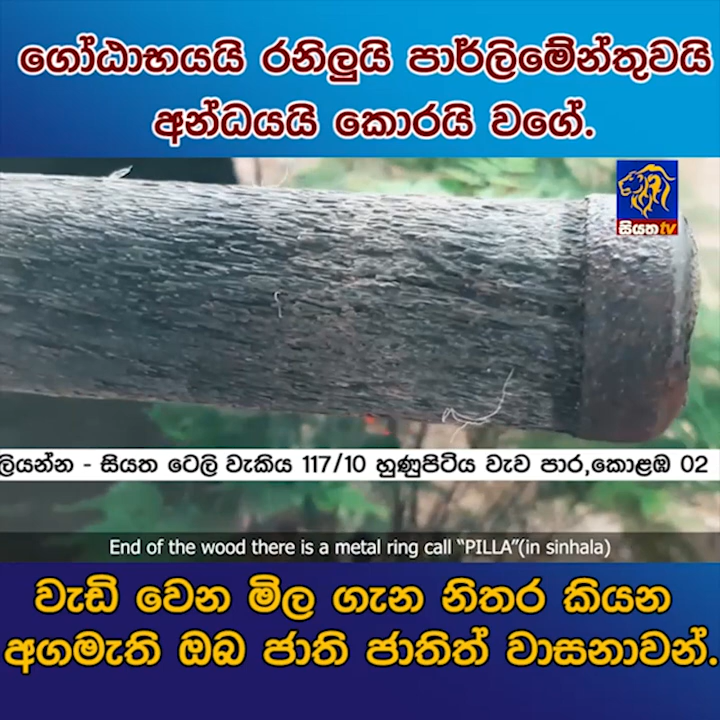 ගෝඨාභයයි රනිලුයි පාර්ලිමේන්තුවයි
අන්ධයයි කොරයි වගේ.
සියත tv
ලියන්න - සියත ටෙලි වැකිය 117/10 හුණුපිටිය වැව පාර,කොළඹ 02
End of the wood there is a metal ring call “PILLA”(in sinhala)
වැඩි වෙන මිල ගැන නිතර කියන
අගමැති ඔබ ජාති ජාතිත් වාසනාවන්.